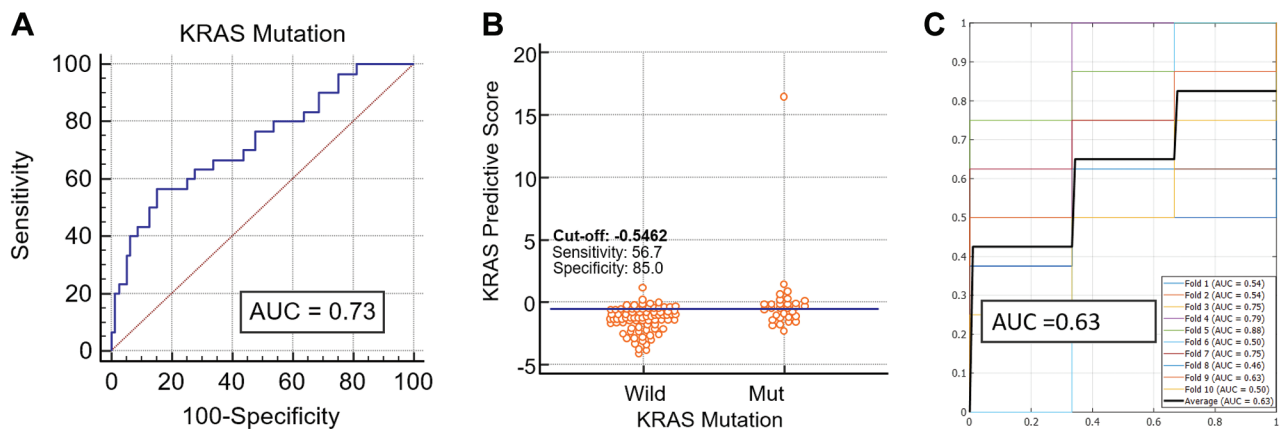 A
KRAS Mutation
Sensitivity
100
80
60
40
20
0
0
20
40
60
80
100
100-Specificity
AUC = 0.73
B
KRAS Predictive Score
20
15
10
5
0
-5
Cut-off: -0.5462
Sensitivity: 56.7
Specificity: 85.0
Wild
Mut
KRAS Mutation
C
1
0.9
0.8
0.7
0.6
0.5
0.4
0.3
0.2
0.1
0
0
0.2
0.4
0.6
0.8
1
AUC =0.63
Fold 1 (AUC = 0.54)
Fold 2 (AUC = 0.54)
Fold 3 (AUC = 0.75)
Fold 4 (AUC = 0.79)
Fold 5 (AUC = 0.88)
Fold 6 (AUC = 0.50)
Fold 7 (AUC = 0.75)
Fold 8 (AUC = 0.46)
Fold 9 (AUC = 0.63)
Fold 10 (AUC = 0.50)
Average (AUC = 0.63)